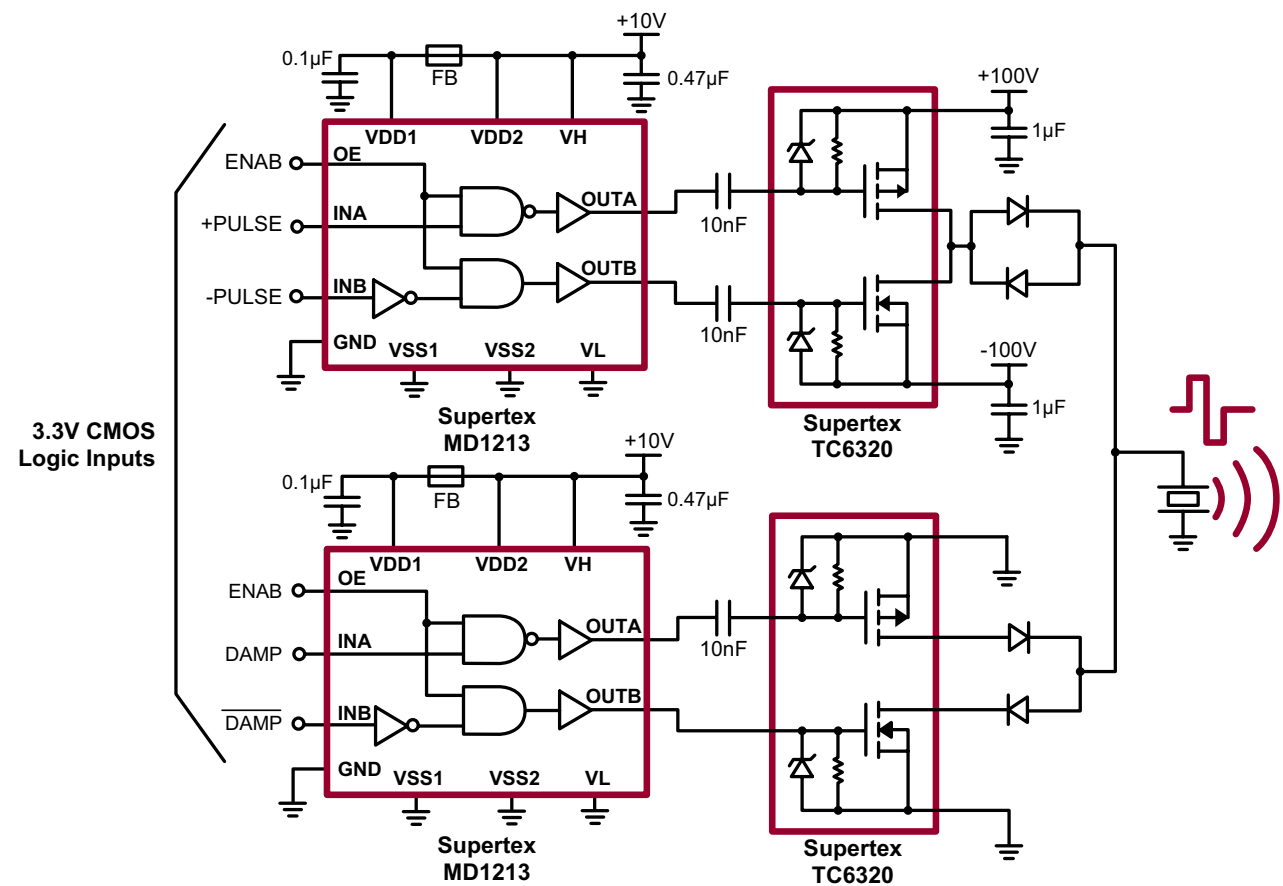 +10V
0.1µF
FB
0.47µF
+100V
1µF
VDD1
VDD2
VH
ENAB
OE
+PULSE
INA
OUTA
10nF
-PULSE
INB
OUTB
10nF
GND
VSS1
VSS2
VL
-100V
1µF
Supertex
MD1213
Supertex
TC6320
3.3V CMOS
Logic Inputs
+10V
0.1µF
FB
0.47µF
VDD1
VDD2
VH
ENAB
OE
DAMP
INA
OUTA
10nF
DAMP
INB
OUTB
GND
VSS1
VSS2
VL
Supertex
MD1213
Supertex
TC6320